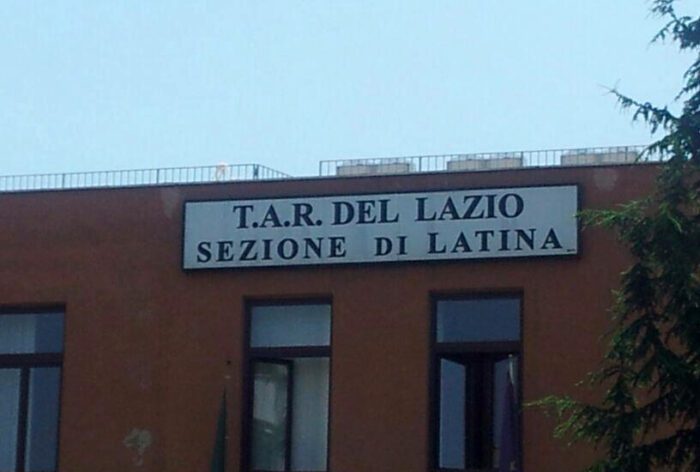 T.A.R. DEL LAZIO
SEZIONE DI LATINA